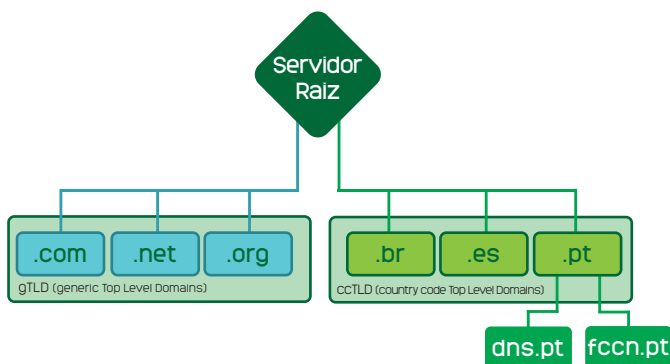 Servidor
Raiz
.com
.net
.org
gTLD (generic Top Level Domains)
.br
.es
.pt
ccTLD (country code Top Level Domains)
dns.pt
fccn.pt